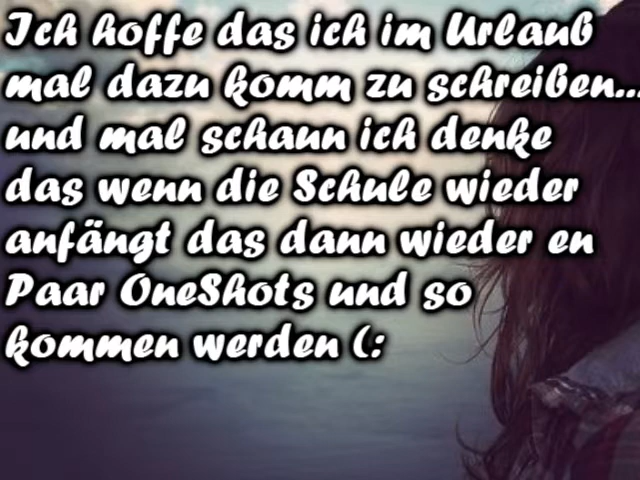 Ich hoffe das ich im Urlaub
mal dazu komm zu schreiben...
und mal schaun ich denke
das wenn die Schule wieder
anfängt das dann wieder en
Paar OneShots und so
kommen werden (: